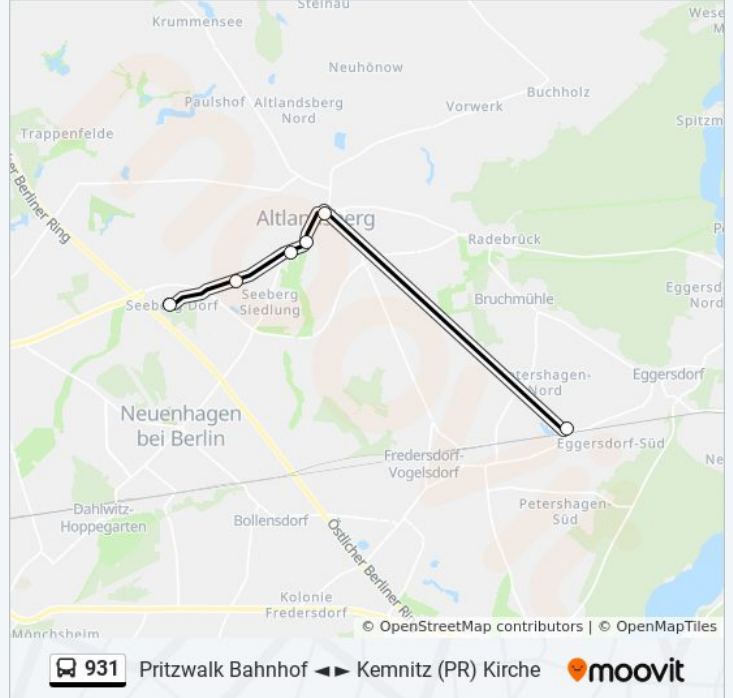 Steinau
Krummensee
Wese
M
Neuhönow
Buchholz
Paulshof
Altlandsberg
Nord
Vorwerk
Spitzm
Trappenfelde
er Berliner Ring
Altlandsberg
Radebrück
P
Seeberg Dorf
Seeberg
Siedlung
Bruchmühle
Eggersd
Nord
etershagen-
Nord
Eggersdorf
Neuenhagen
bei Berlin
Eggersdorf-Süd
Fredersdorf-
Vogelsdorf
Ne
Dahlwitz-
Hoppegarten
Bollensdorf
Petershagen-
Süd
Östlicher Berliner Ri
Kolonie
Fredersdorf
Mönchsheim
© OpenStreetMap contributors | © OpenMapTiles
931 Pritzwalk Bahnhof ◄► Kemnitz (PR) Kirche moovit